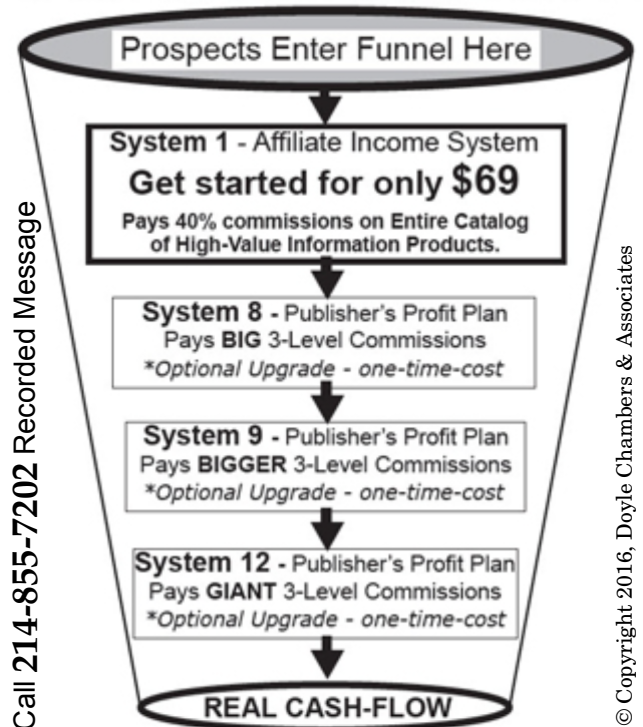 Prospects Enter Funnel Here
System 1 - Affiliate Income System
Get started for only $69
Pays 40% commissions on Entire Catalog
of High-Value Information Products.
System 8 - Publisher's Profit Plan
Pays BIG 3-Level Commissions
*Optional Upgrade - one-time-cost
System 9 - Publisher's Profit Plan
Pays BIGGER 3-Level Commissions
*Optional Upgrade - one-time-cost
System 12 - Publisher's Profit Plan
Pays GIANT 3-Level Commissions
*Optional Upgrade - one-time-cost
REAL CASH-FLOW
Call 214-855-7202 Recorded Message
© Copyright 2016, Doyle Chambers & Associates